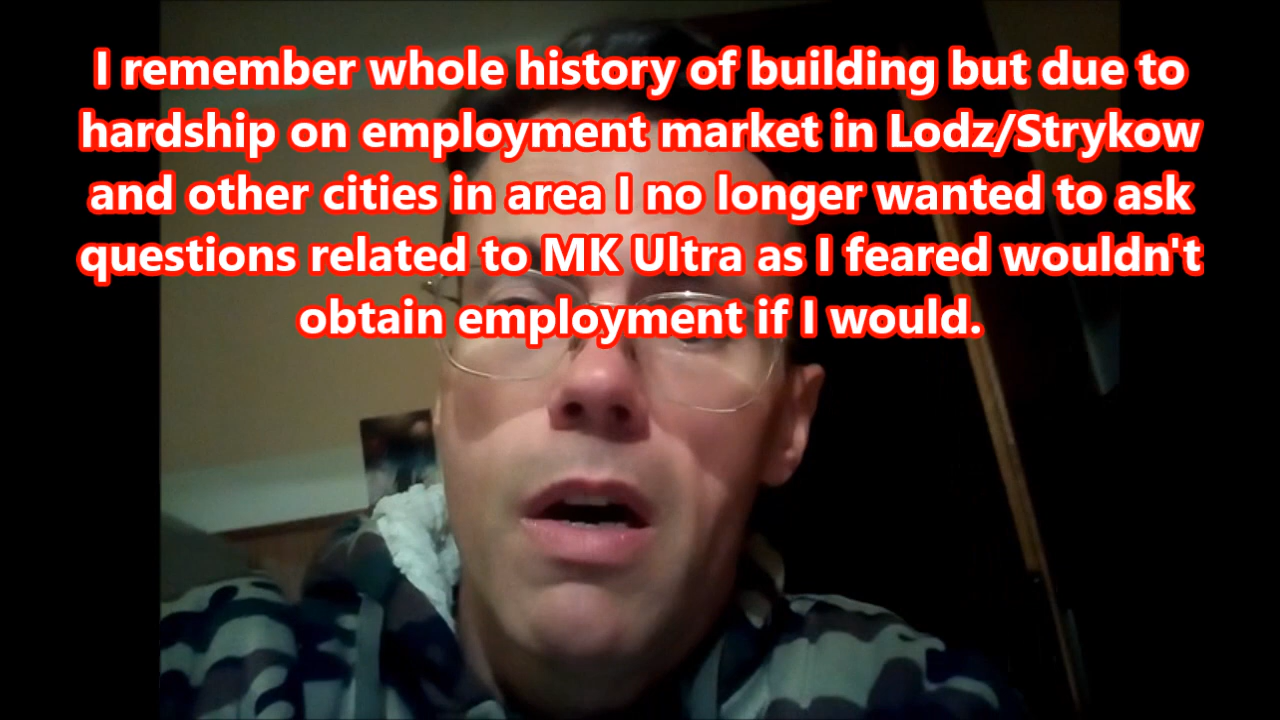 I remember whole history of building but due to
hardship on employment market in Lodz/Strykow
and other cities in area I no longer wanted to ask
questions related to MK Ultra as I feared wouldn't
obtain employment if I would.